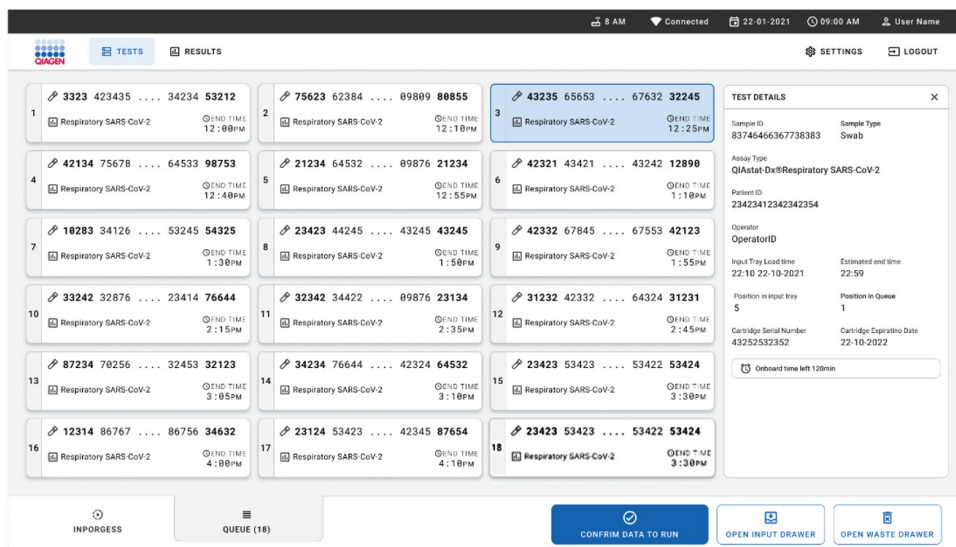 8 AM Connected 22-01-2021 09:00 AM User Name
QIAGEN TESTS RESULTS SETTINGS LOGOUT
1 3323 423435 .... 34234 53212
Respiratory SARS-CoV-2 END TIME
12:00PM
2 75623 62384 .... 09809 80855
Respiratory SARS-CoV-2 END TIME
12:10PM
3 43235 65653 .... 67632 32245
Respiratory SARS-CoV-2 END TIME
12:25PM
4 42134 75678 .... 64533 98753
Respiratory SARS-CoV-2 END TIME
12:40PM
5 21234 64532 .... 09876 21234
Respiratory SARS-CoV-2 END TIME
12:55PM
6 42321 43421 .... 43242 12890
Respiratory SARS-CoV-2 END TIME
1:10PM
7 10283 34126 .... 53245 54325
Respiratory SARS-CoV-2 END TIME
1:30PM
8 23423 44245 .... 43245 43245
Respiratory SARS-CoV-2 END TIME
1:50PM
9 42332 67845 .... 67553 42123
Respiratory SARS-CoV-2 END TIME
1:55PM
10 33242 32876 .... 23414 76644
Respiratory SARS-CoV-2 END TIME
2:15PM
11 32342 34422 .... 09876 23134
Respiratory SARS-CoV-2 END TIME
2:35PM
12 31232 42332 .... 64324 31231
Respiratory SARS-CoV-2 END TIME
2:45PM
13 87234 70256 .... 32453 32123
Respiratory SARS-CoV-2 END TIME
3:05PM
14 34234 76644 .... 42324 64532
Respiratory SARS-CoV-2 END TIME
3:10PM
15 23423 53423 .... 53422 53424
Respiratory SARS-CoV-2 END TIME
3:30PM
16 12314 86767 .... 86756 34632
Respiratory SARS-CoV-2 END TIME
4:00PM
17 23124 53423 .... 42345 87654
Respiratory SARS-CoV-2 END TIME
4:10PM
18 23423 53423 .... 53422 53424
Respiratory SARS-CoV-2 END TIME
3:30PM
TEST DETAILS
Sample ID Sample Type
83746466367738383 Swab
Assay Type
QIAstat-Dx®Respiratory SARS-CoV-2
Patient ID
23423412342342354
Operator
OperatorID
Input Tray Load time Estimated end time
22:10 22-10-2021 22:59
Position in input tray Position in Queue
5 1
Cartridge Serial Number Cartridge Expiratino Date
43252532352 22-10-2022
Onboard time left 120min
INPORGESS QUEUE (18) CONFRIM DATA TO RUN OPEN INPUT DRAWER OPEN WASTE DRAWER